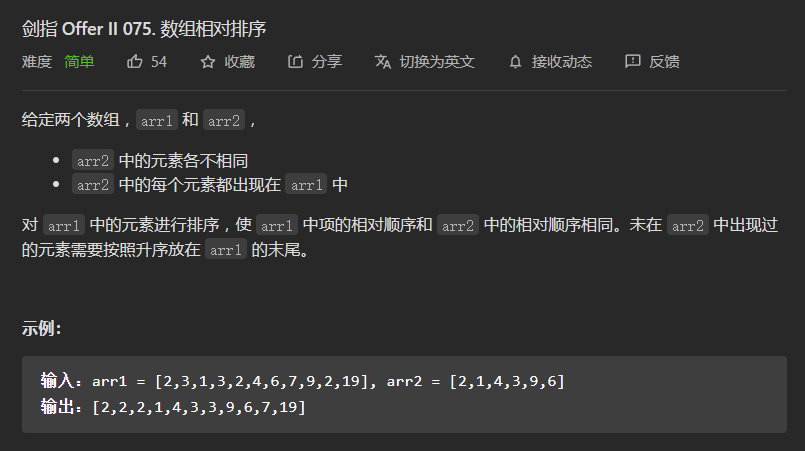 剑指 Offer II 075. 数组相对排序
难度 简单 54 收藏 分享 切换为英文 接收动态 反馈
给定两个数组，arr1 和 arr2，
• arr2 中的元素各不相同
• arr2 中的每个元素都出现在 arr1 中
对 arr1 中的元素进行排序，使 arr1 中项的相对顺序和 arr2 中的相对顺序相同。未在 arr2 中出现过
的元素需要按照升序放在 arr1 的末尾。
示例：
输入：arr1 = [2,3,1,3,2,4,6,7,9,2,19], arr2 = [2,1,4,3,9,6]
输出：[2,2,2,1,4,3,3,9,6,7,19]